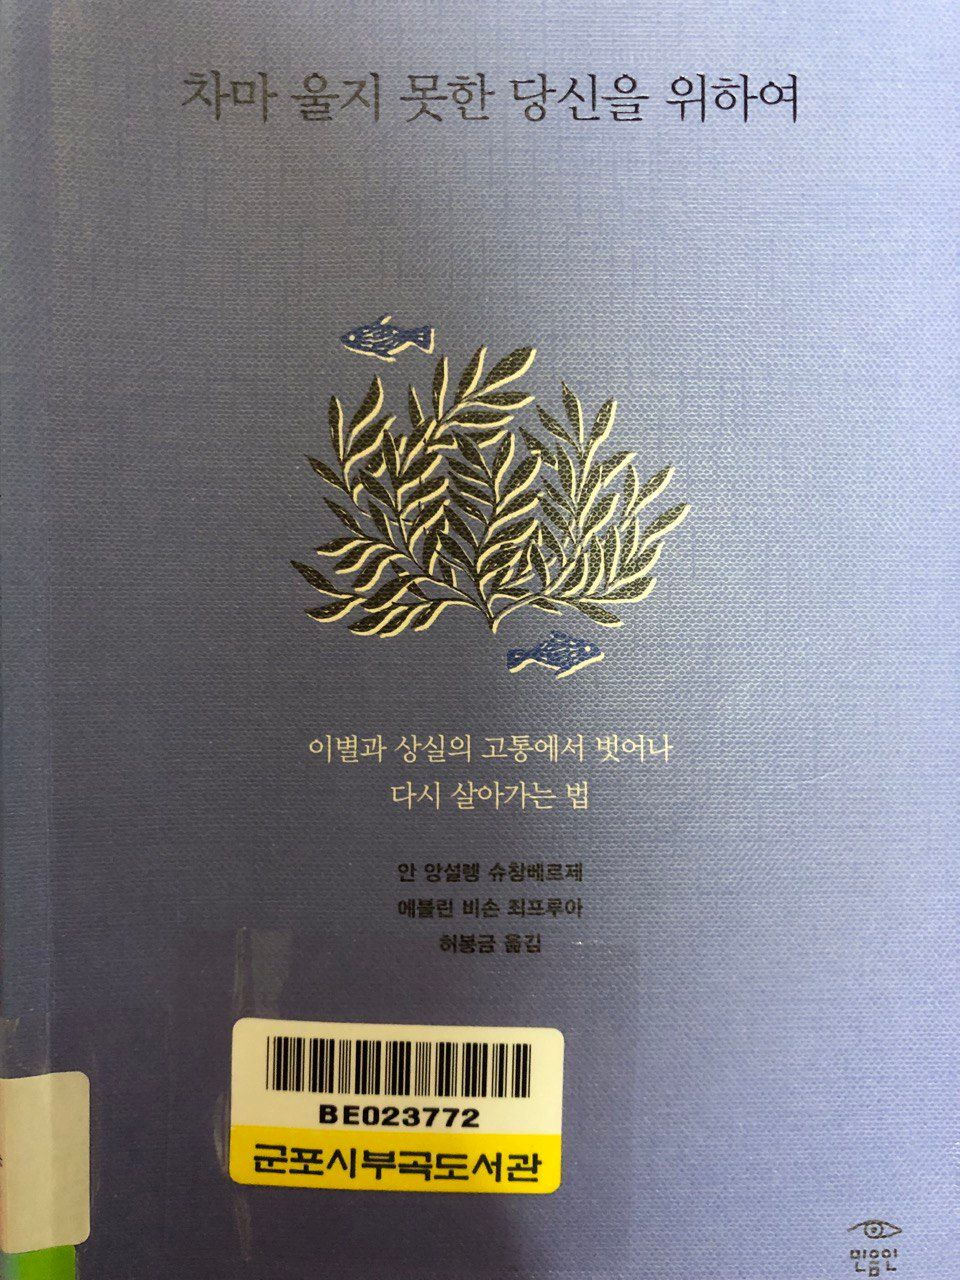 차마 울지 못한 당신을 위하여
이별과 상실의 고통에서 벗어나
다시 살아가는 법
안 앙설렝 슈창베르제
에블린 비손 죄프루아
허봉금 옮김
BE023772
군포시부곡도서관
민음인